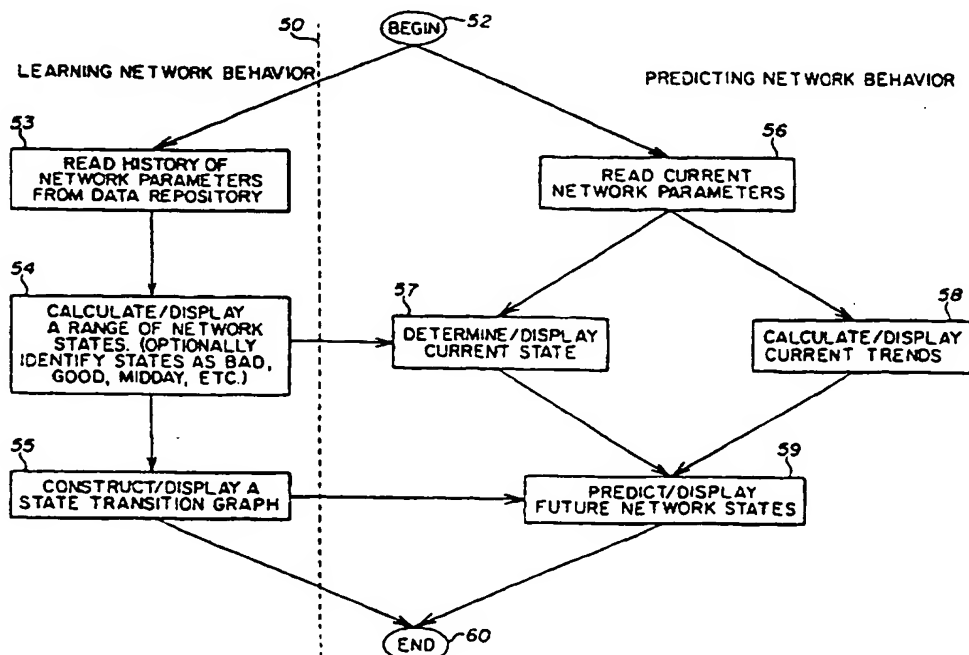 50
BEGIN
52
LEARNING NETWORK BEHAVIOR
PREDICTING NETWORK BEHAVIOR
53
READ HISTORY OF
NETWORK PARAMETERS
FROM DATA REPOSITORY
56
READ CURRENT
NETWORK PARAMETERS
54
CALCULATE/DISPLAY
A RANGE OF NETWORK
STATES. (OPTIONALLY
IDENTIFY STATES AS BAD,
GOOD, MIDDAY, ETC.)
57
DETERMINE/DISPLAY
CURRENT STATE
58
CALCULATE/DISPLAY
CURRENT TRENDS
55
CONSTRUCT/DISPLAY A
STATE TRANSITION GRAPH
59
PREDICT/DISPLAY
FUTURE NETWORK STATES
END
60